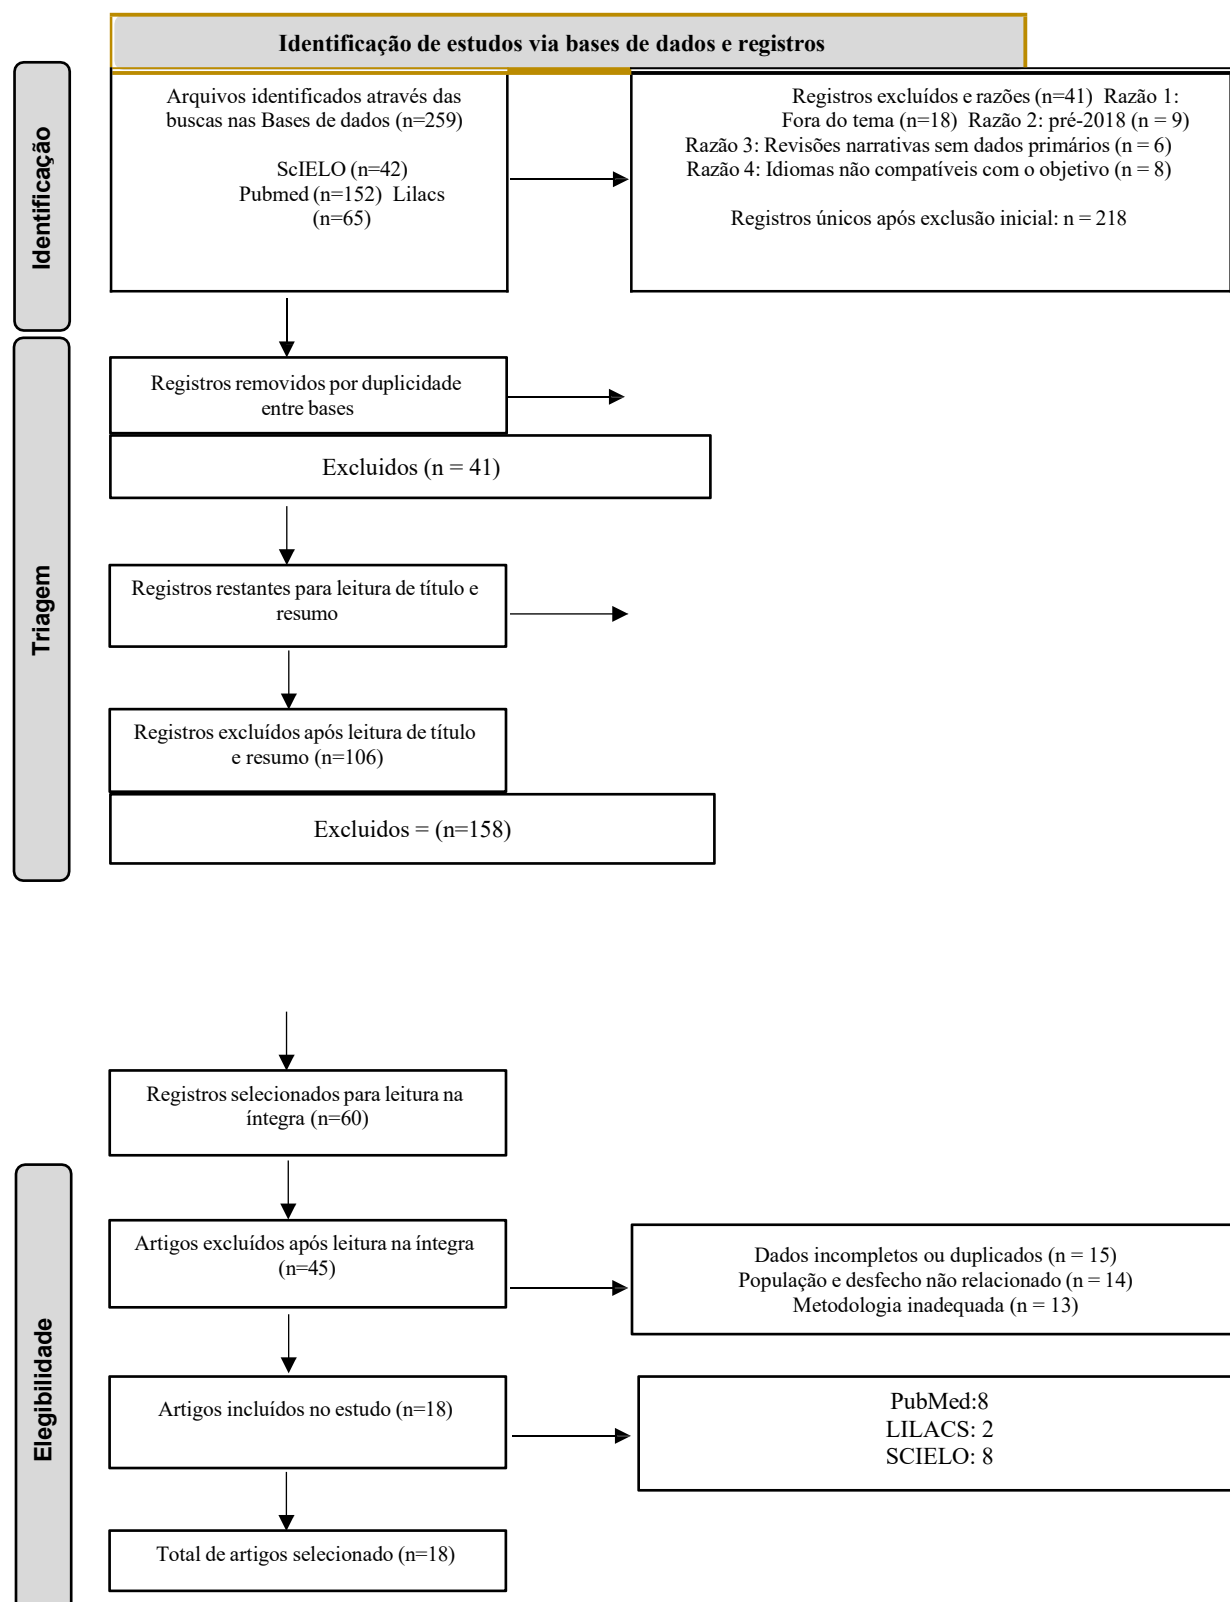 Identificação de estudos via bases de dados e registros
Identificação
Arquivos identificados através das
buscas nas Bases de dados (n=259)
ScIELO (n=42)
Pubmed (n=152) Lilacs
(n=65)
Registros excluídos e razões (n=41) Razão 1:
Fora do tema (n=18) Razão 2: pré-2018 (n = 9)
Razão 3: Revisões narrativas sem dados primários (n = 6)
Razão 4: Idiomas não compatíveis com o objetivo (n = 8)
Registros únicos após exclusão inicial: n = 218
Triagem
Registros removidos por duplicidade
entre bases
Excluidos (n = 41)
Registros restantes para leitura de título e
resumo
Registros excluídos após leitura de título
e resumo (n=106)
Excluidos = (n=158)
Registros selecionados para leitura na
íntegra (n=60)
Elegibilidade
Artigos excluídos após leitura na íntegra
(n=45)
Dados incompletos ou duplicados (n = 15)
População e desfecho não relacionado (n = 14)
Metodologia inadequada (n = 13)
Artigos incluídos no estudo (n=18)
PubMed:8
LILACS: 2
SCIELO: 8
Total de artigos selecionado (n=18)